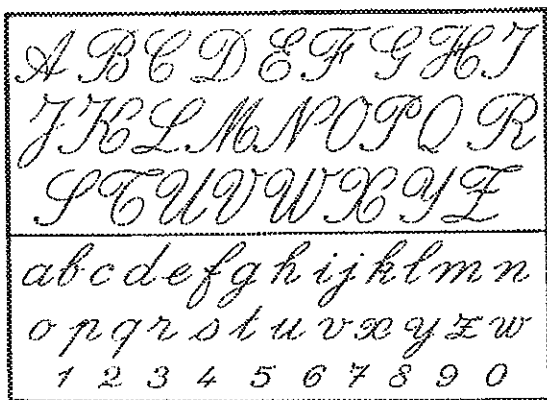 A B C D E F G H I
J K L M N O P Q R
S T U V W X Y Z
a b c d e f g h i j k l m n
o p q r s t u v x y z w
1 2 3 4 5 6 7 8 9 0